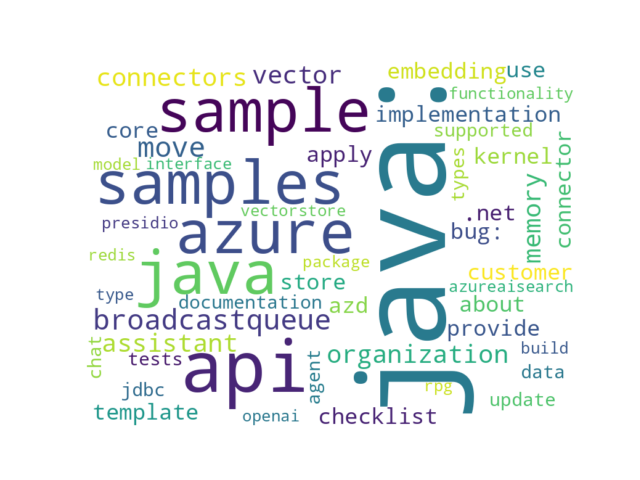 connectors vector embedding use
sample java: functionality
core implementation
move apply supported
model interface types kernel connector
samples memory
presidio vectorstore .net
azure bug:
redis java package customer
type store azureaisearch
documentation azd about
broadcastqueue provide
chat assistant organization build
tests api agent data
jdbc rpg update
template openai checklist